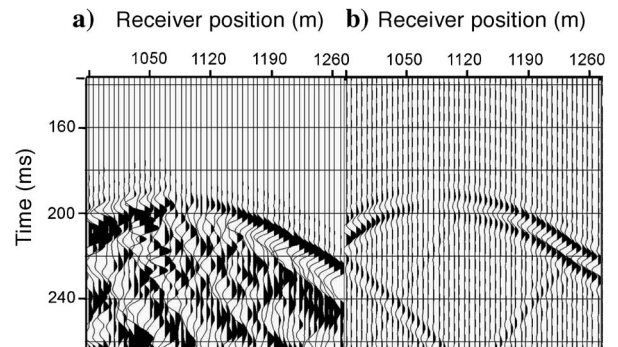 a) Receiver position (m) b) Receiver position (m)
1050 1120 1190 1260 1050 1120 1190 1260
Time (ms)
160
200
240